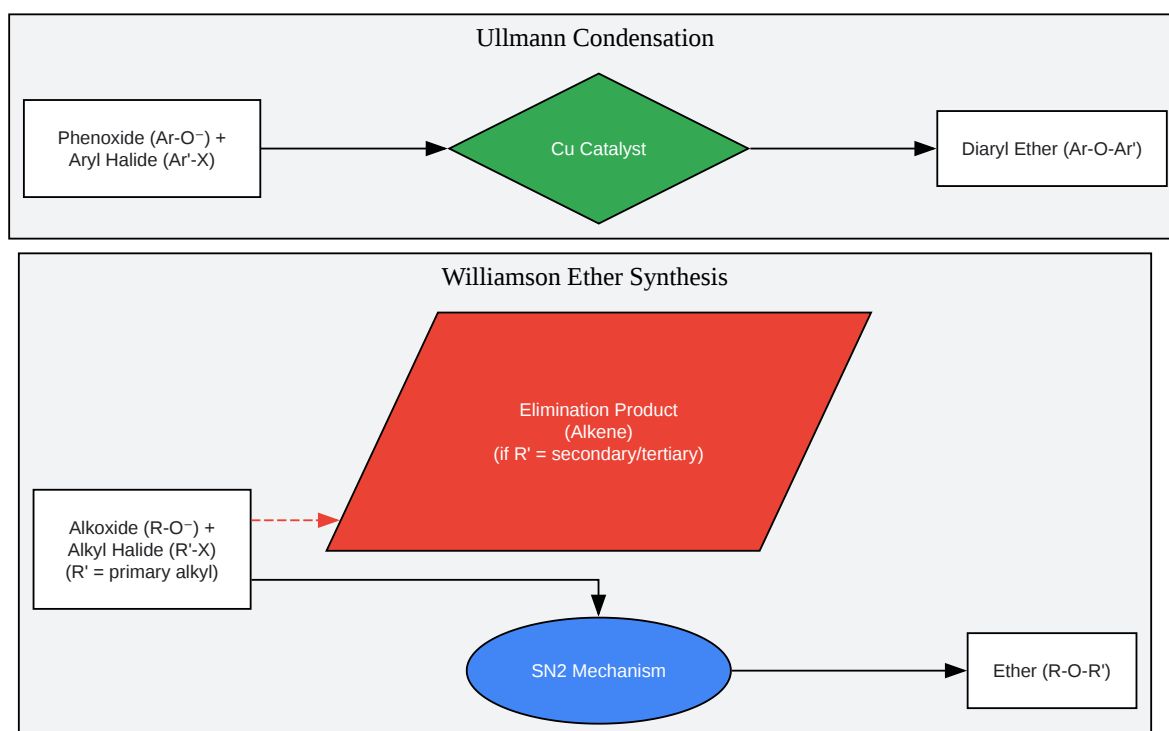 Ullmann Condensation
Phenoxide (Ar-O⁻) +
Aryl Halide (Ar'-X)
Cu Catalyst
Diaryl Ether (Ar-O-Ar')
Williamson Ether Synthesis
Elimination Product
(Alkene)
(if R' = secondary/tertiary)
Alkoxide (R-O⁻) +
Alkyl Halide (R'-X)
(R' = primary alkyl)
SN2 Mechanism
Ether (R-O-R')